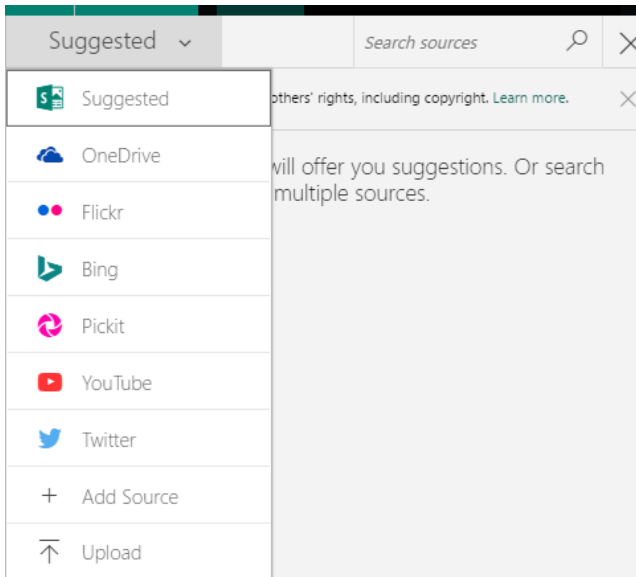 Suggested
Search sources
Suggested
others' rights, including copyright. Learn more.
OneDrive
will offer you suggestions. Or search
multiple sources.
Flickr
Bing
Pickit
YouTube
Twitter
+ Add Source
Upload